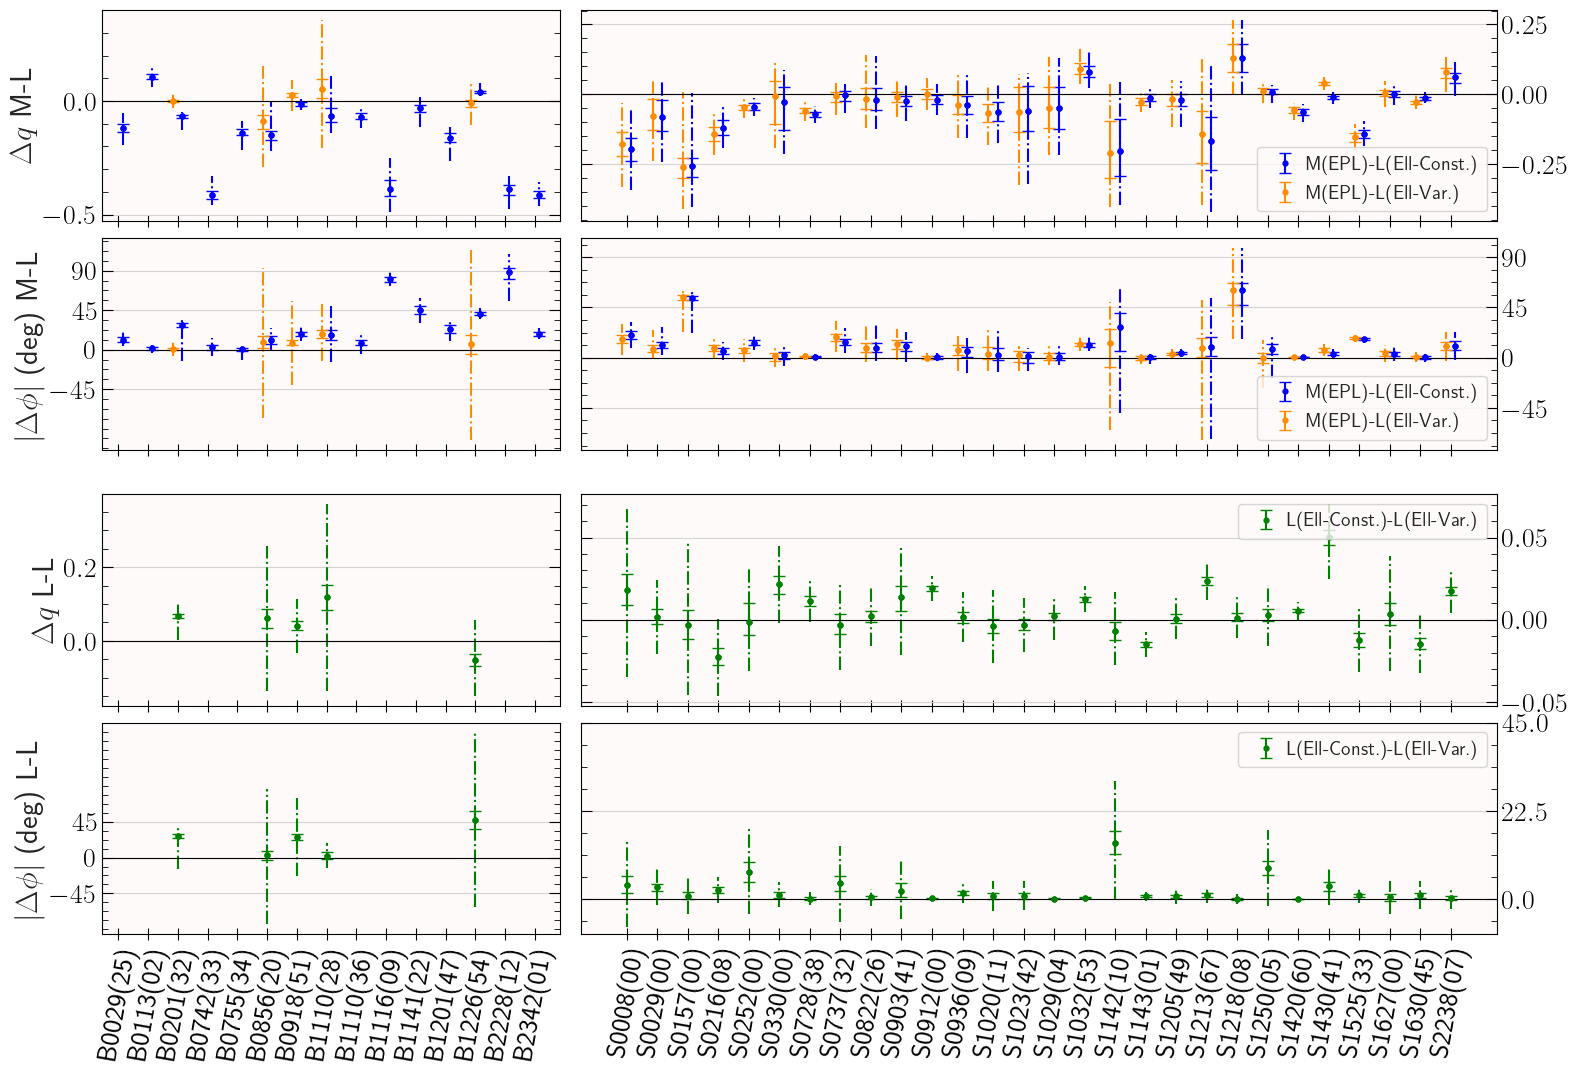 Δq M-L
0.0
−0.5
0.25
0.00
−0.25
M(EPL)-L(Ell-Const.)
M(EPL)-L(Ell-Var.)
|Δϕ| (deg) M-L
90
45
0
−45
90
45
0
−45
M(EPL)-L(Ell-Const.)
M(EPL)-L(Ell-Var.)
Δq L-L
0.2
0.0
L(Ell-Const.)-L(Ell-Var.)
0.05
0.00
−0.05
|Δϕ| (deg) L-L
45
0
−45
L(Ell-Const.)-L(Ell-Var.)
45.0
22.5
0.0
B0029(25)
B0113(02)
B0201(32)
B0742(33)
B0755(34)
B0856(20)
B0918(51)
B1110(28)
B1110(36)
B1116(09)
B1141(22)
B1201(47)
B1226(54)
B2228(12)
B2342(01)
S0008(00)
S0029(00)
S0157(00)
S0216(08)
S0252(00)
S0330(00)
S0728(38)
S0737(32)
S0822(26)
S0903(41)
S0912(00)
S0936(09)
S1020(11)
S1023(42)
S1029(04)
S1032(53)
S1142(10)
S1143(01)
S1205(49)
S1213(67)
S1218(08)
S1250(05)
S1420(60)
S1430(41)
S1525(33)
S1627(00)
S1630(45)
S2238(07)